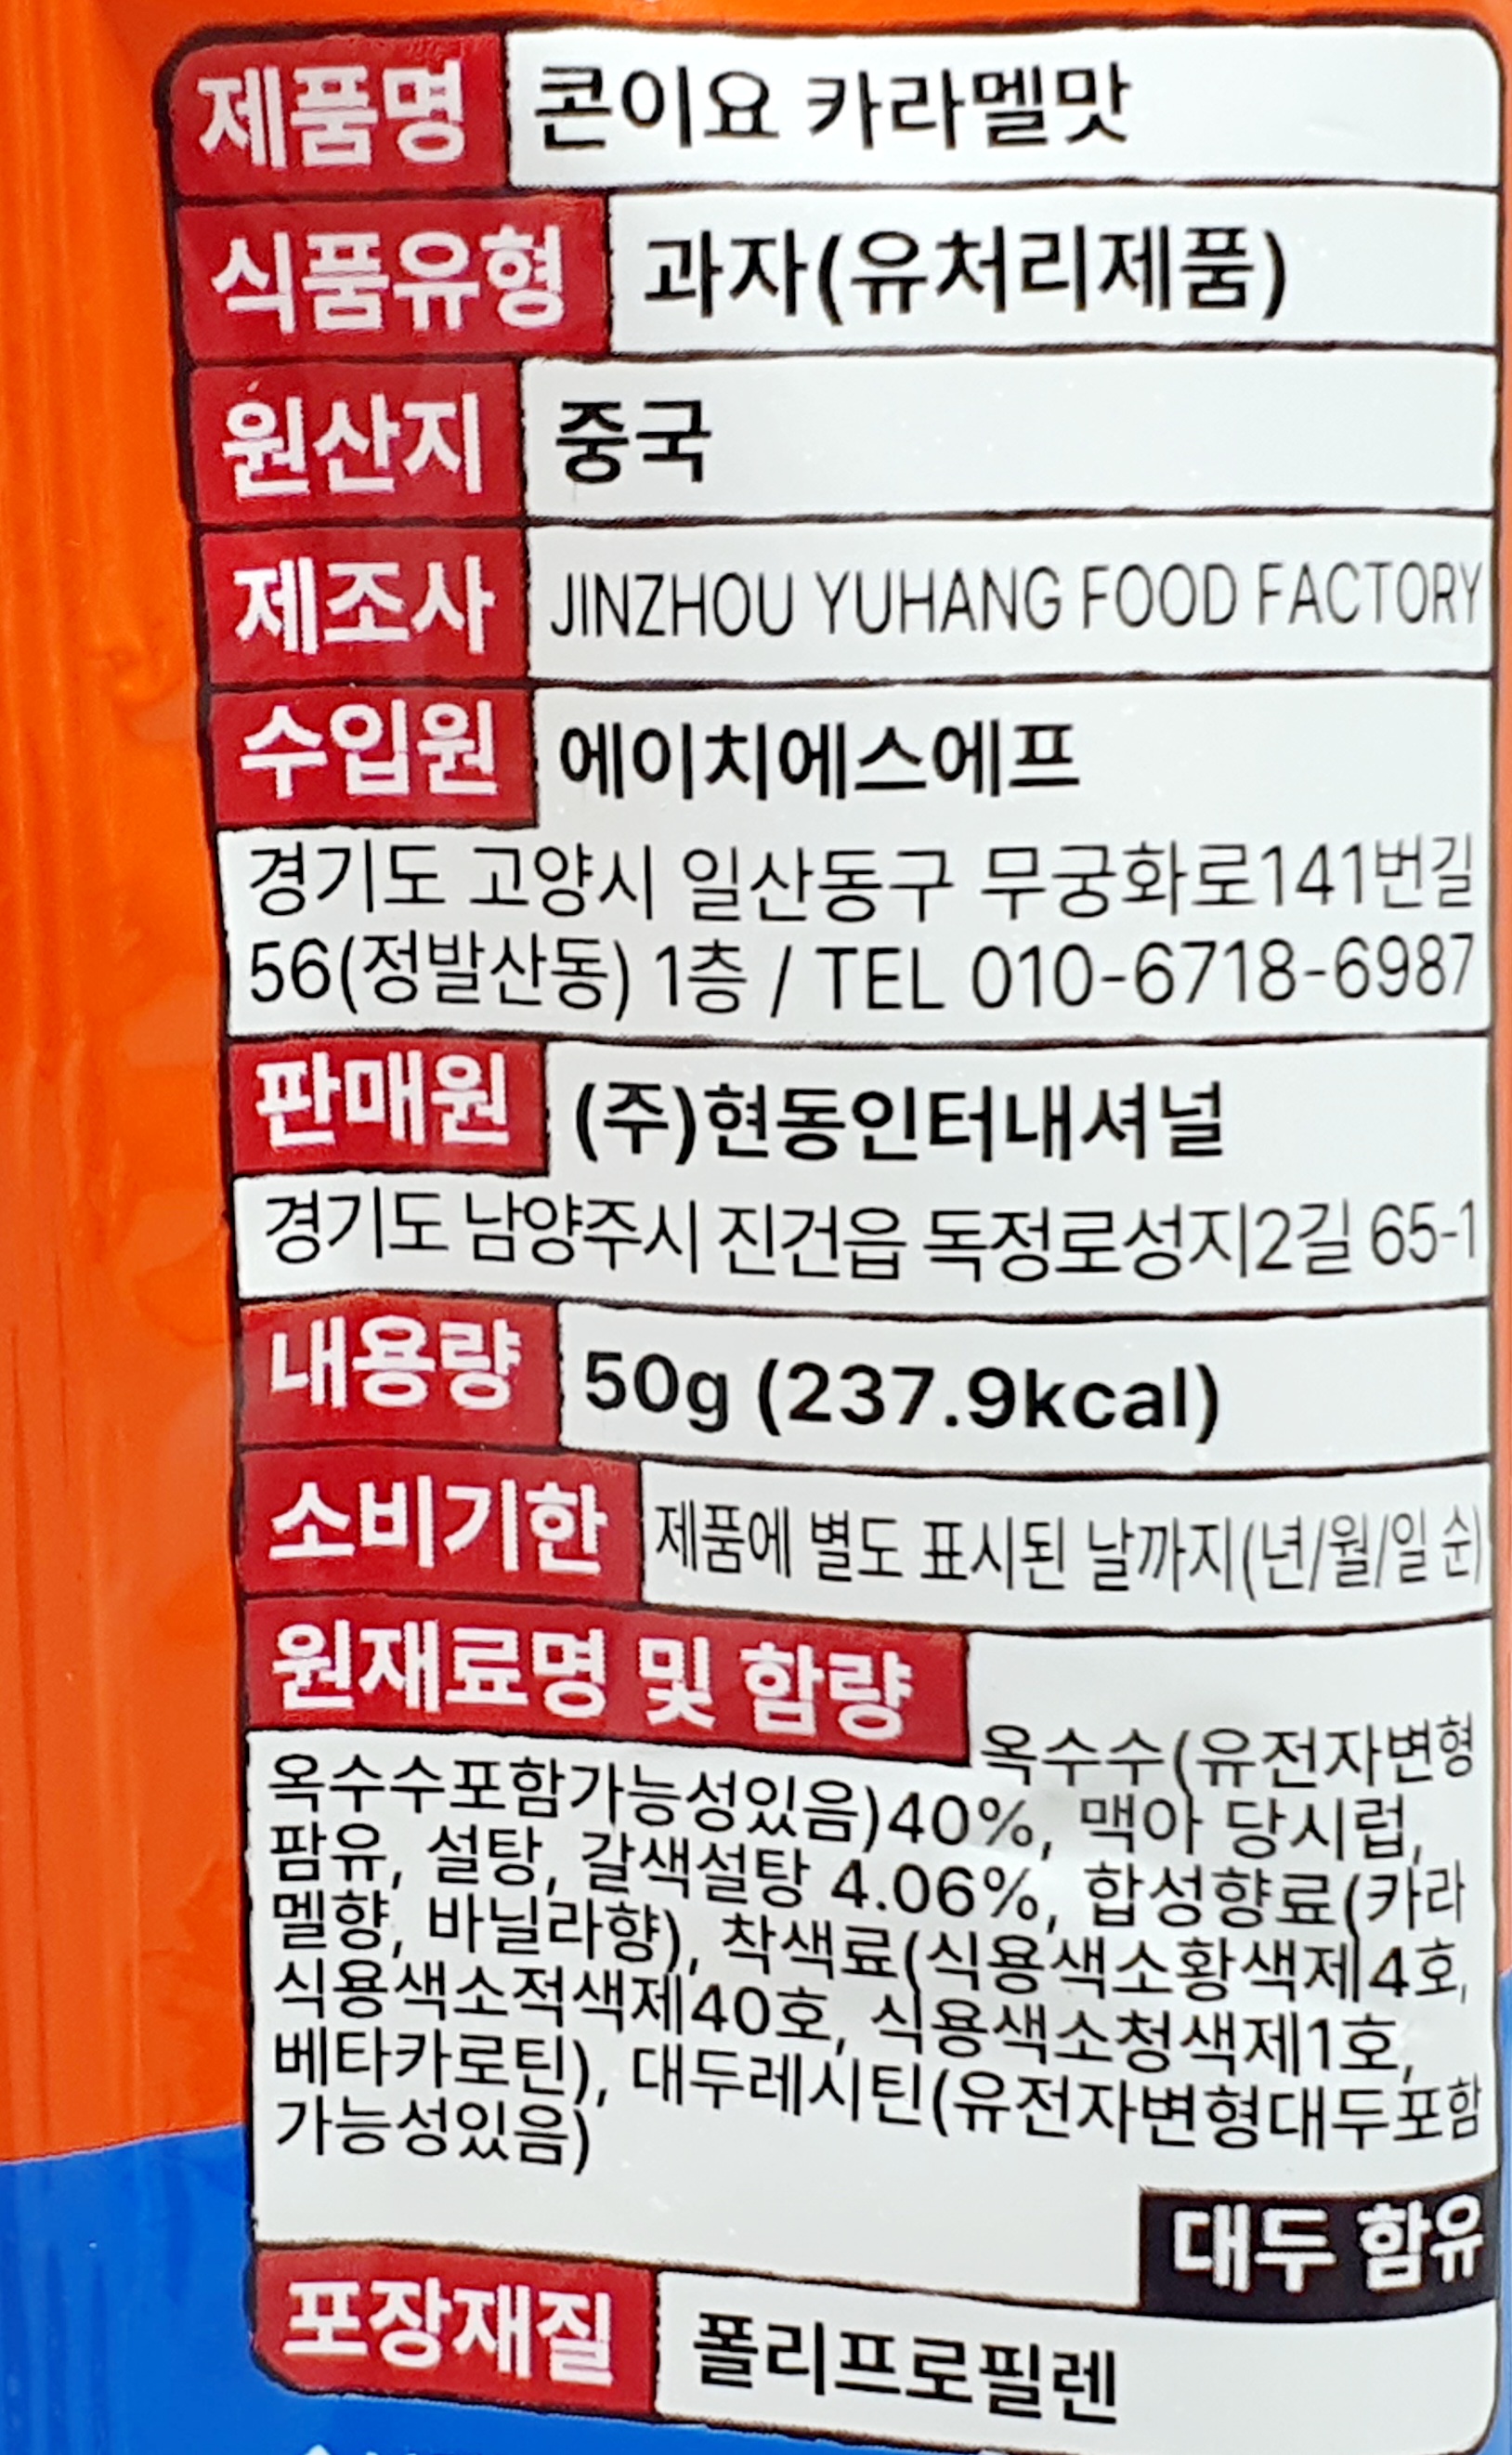 제품명 콘이요 카라멜맛
식품유형 과자(유처리제품)
원산지 중국
제조사 JINZHOU YUHANG FOOD FACTORY
수입원 에이치에스에프
경기도 고양시 일산동구 무궁화로141번길
56(정발산동) 1층 / TEL 010-6718-6987
판매원 (주)현동인터내셔널
경기도 남양주시 진건읍 독정로성지2길 65-1
내용량 50g (237.9kcal)
소비기한 제품에 별도 표시된 날까지(년/월/일 순)
원재료명 및 함량 옥수수(유전자변형
옥수수포함가능성있음)40%, 맥아 당시럽,
팜유, 설탕, 갈색설탕 4.06%, 합성향료(카라
멜향, 바닐라향), 착색료(식용색소황색제4호,
식용색소적색제40호, 식용색소청색제1호,
베타카로틴), 대두레시틴(유전자변형대두포함
가능성있음)
대두 함유
포장재질 폴리프로필렌